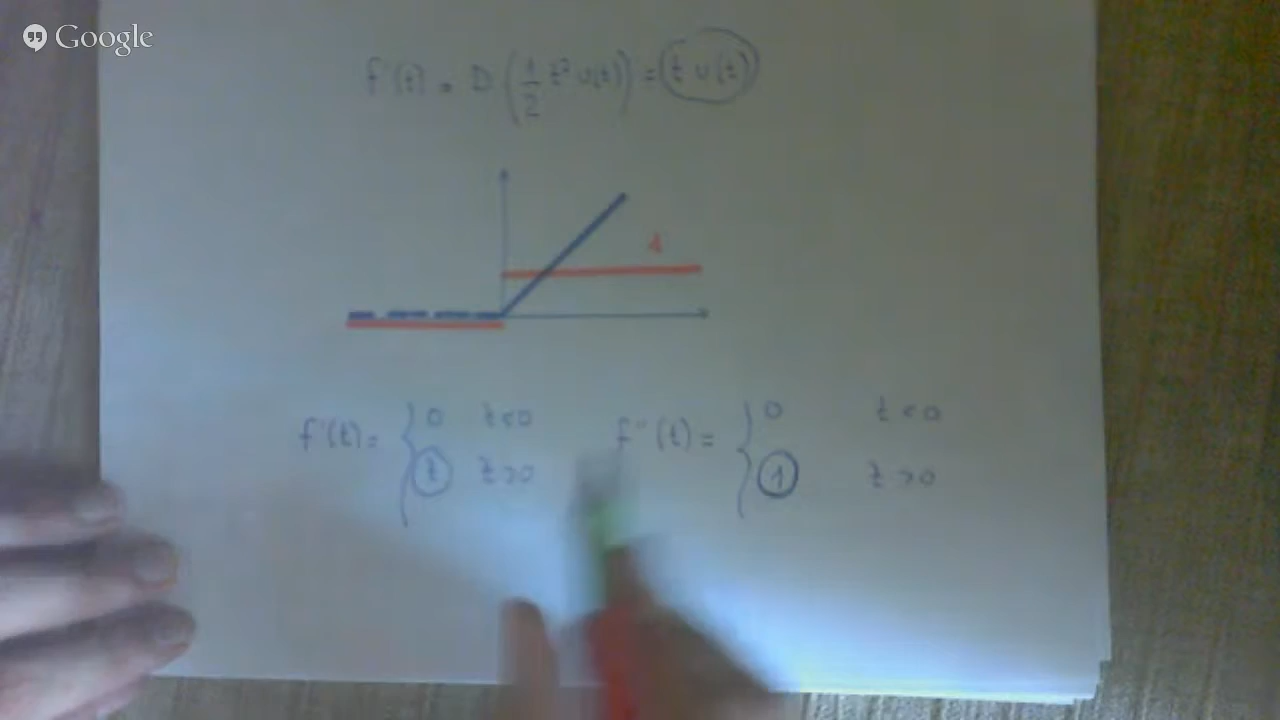 Google
f'(t) = D (1/2 t² u(t)) = t u(t)
1
f'(t) = { 0 t<0 f''(t) = { 0 t<0
t t>0 1 t>0